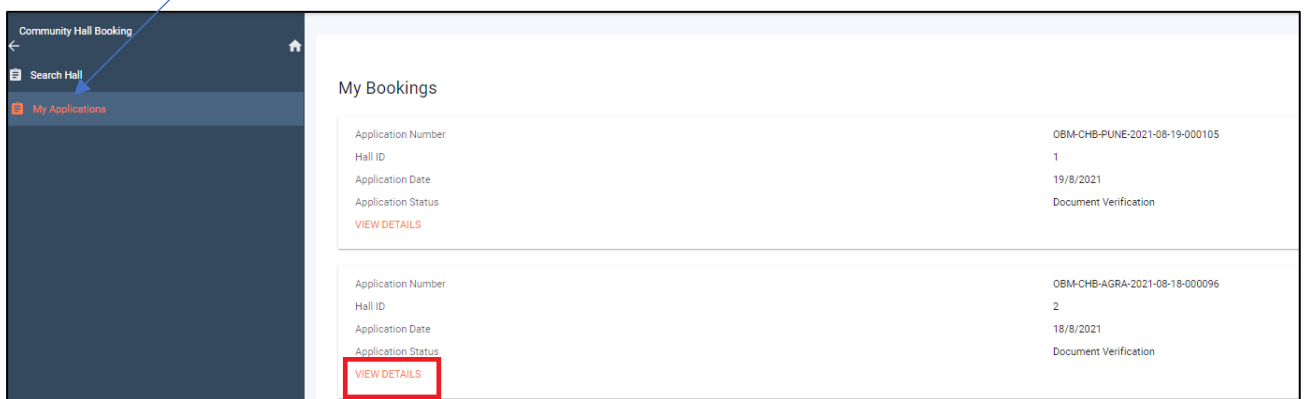 Community Hall Booking
Search Hall
My Applications
My Bookings
Application Number OBM-CHB-PUNE-2021-08-19-000105
Hall ID 1
Application Date 19/8/2021
Application Status Document Verification
VIEW DETAILS
Application Number OBM-CHB-AGRA-2021-08-18-000096
Hall ID 2
Application Date 18/8/2021
Application Status Document Verification
VIEW DETAILS